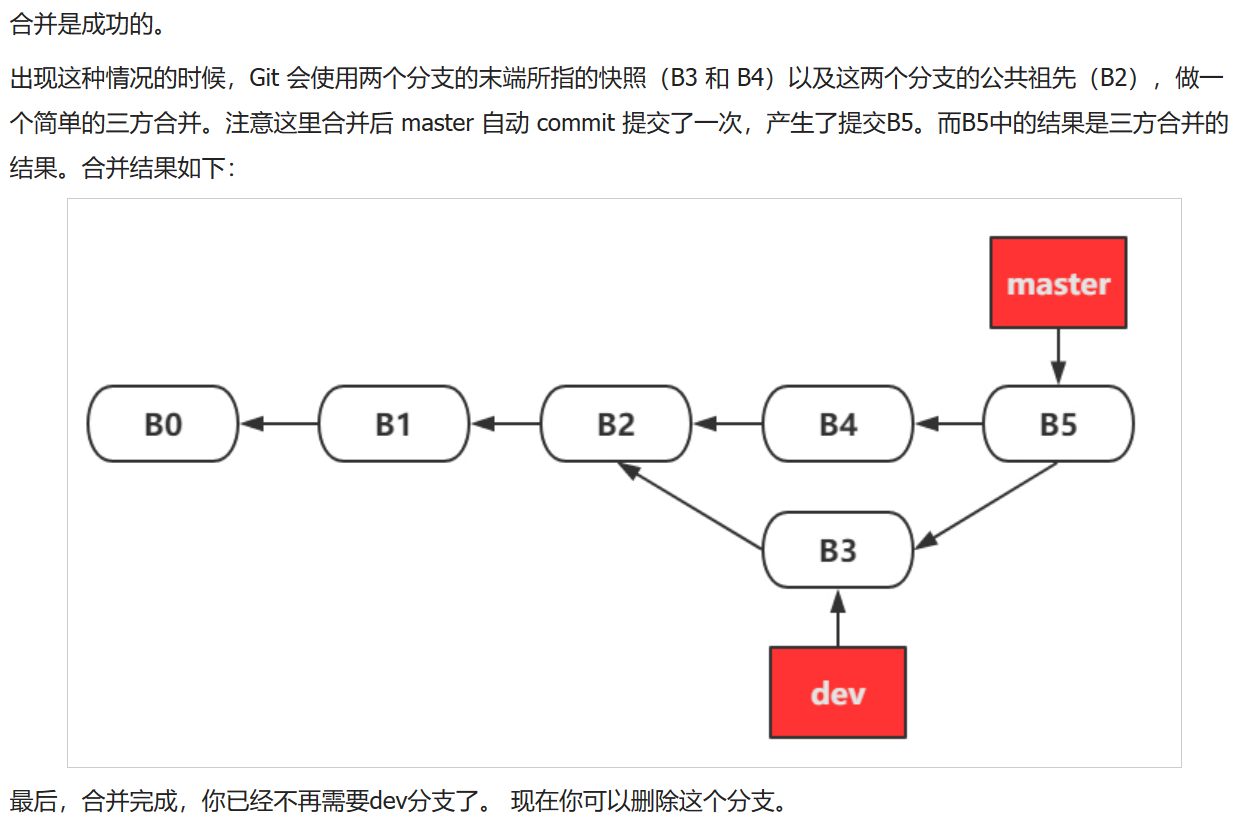 合并是成功的。
出现这种情况的时候，Git 会使用两个分支的末端所指的快照（B3 和 B4）以及这两个分支的公共祖先（B2），做一
个简单的三方合并。注意这里合并后 master 自动 commit 提交了一次，产生了提交B5。而B5中的结果是三方合并的
结果。合并结果如下：
master
B0
B1
B2
B4
B5
B3
dev
最后，合并完成，你已经不再需要dev分支了。 现在你可以删除这个分支。